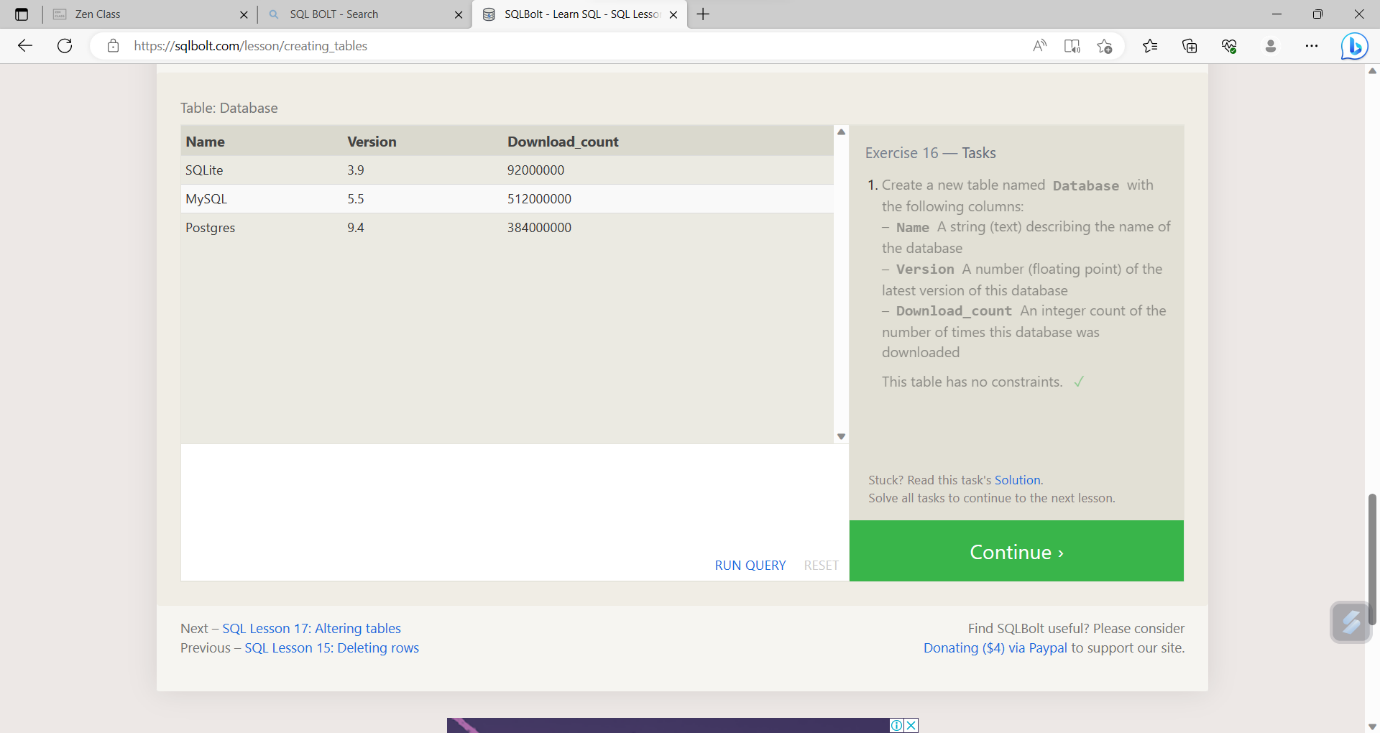 Zen Class
SQL BOLT - Search
SQLBolt - Learn SQL - SQL Lesso
https://sqlbolt.com/lesson/creating_tables
Table: Database
Name Version Download_count
SQLite 3.9 92000000
MySQL 5.5 512000000
Postgres 9.4 384000000
Exercise 16 — Tasks
1. Create a new table named Database with
the following columns:
– Name A string (text) describing the name of
the database
– Version A number (floating point) of the
latest version of this database
– Download_count An integer count of the
number of times this database was
downloaded
This table has no constraints. ✓
Stuck? Read this task's Solution.
Solve all tasks to continue to the next lesson.
RUN QUERY RESET
Continue ›
Next – SQL Lesson 17: Altering tables
Previous – SQL Lesson 15: Deleting rows
Find SQLBolt useful? Please consider
Donating ($4) via Paypal to support our site.